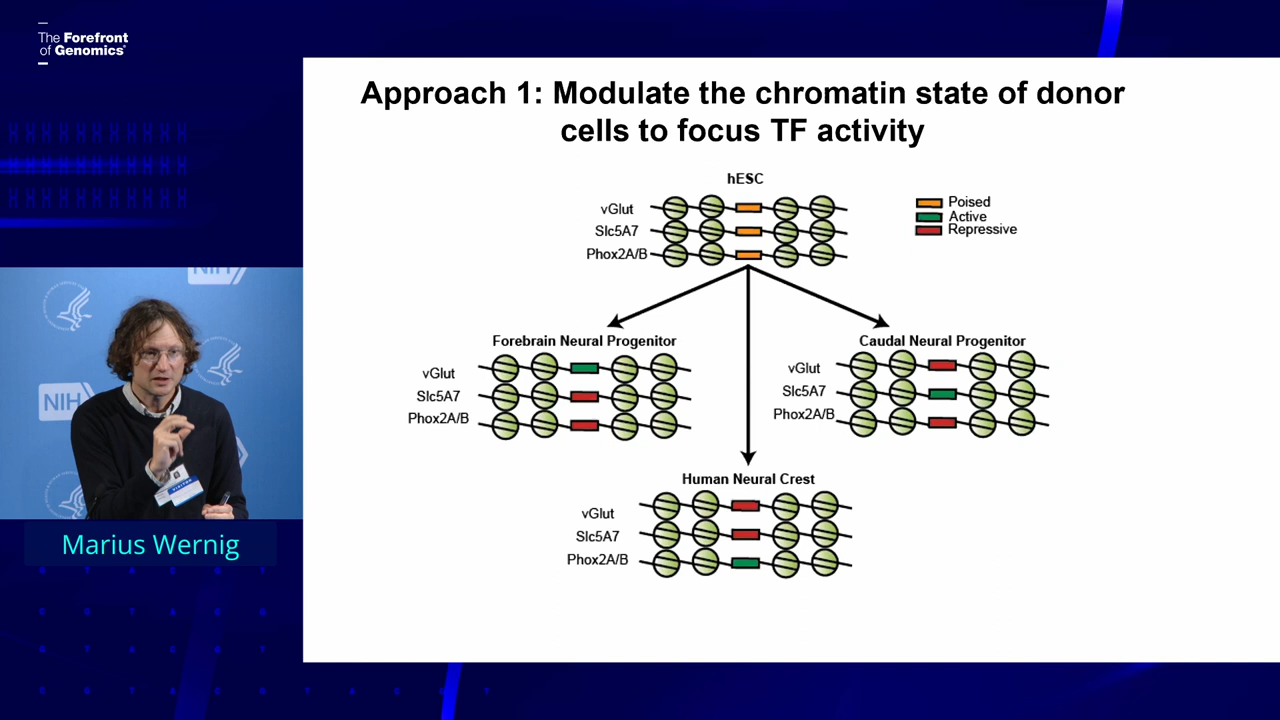 The Forefront
of Genomics®
Approach 1: Modulate the chromatin state of donor
cells to focus TF activity
hESC
vGlut
Slc5A7
Phox2A/B
Poised
Active
Repressive
Forebrain Neural Progenitor
vGlut
Slc5A7
Phox2A/B
Caudal Neural Progenitor
vGlut
Slc5A7
Phox2A/B
Human Neural Crest
vGlut
Slc5A7
Phox2A/B
NIH
NIH
Marius Wernig